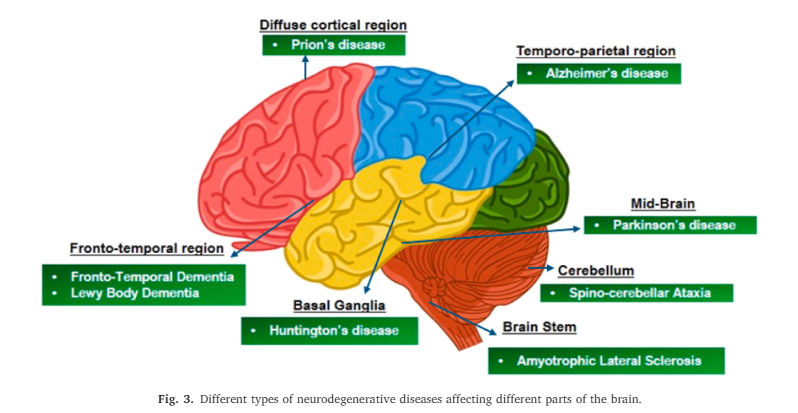 Diffuse cortical region
• Prion's disease
Temporo-parietal region
• Alzheimer's disease
Mid-Brain
• Parkinson's disease
Fronto-temporal region
• Fronto-Temporal Dementia
• Lewy Body Dementia
Cerebellum
• Spino-cerebellar Ataxia
Basal Ganglia
• Huntington's disease
Brain Stem
• Amyotrophic Lateral Sclerosis
Fig. 3. Different types of neurodegenerative diseases affecting different parts of the brain.